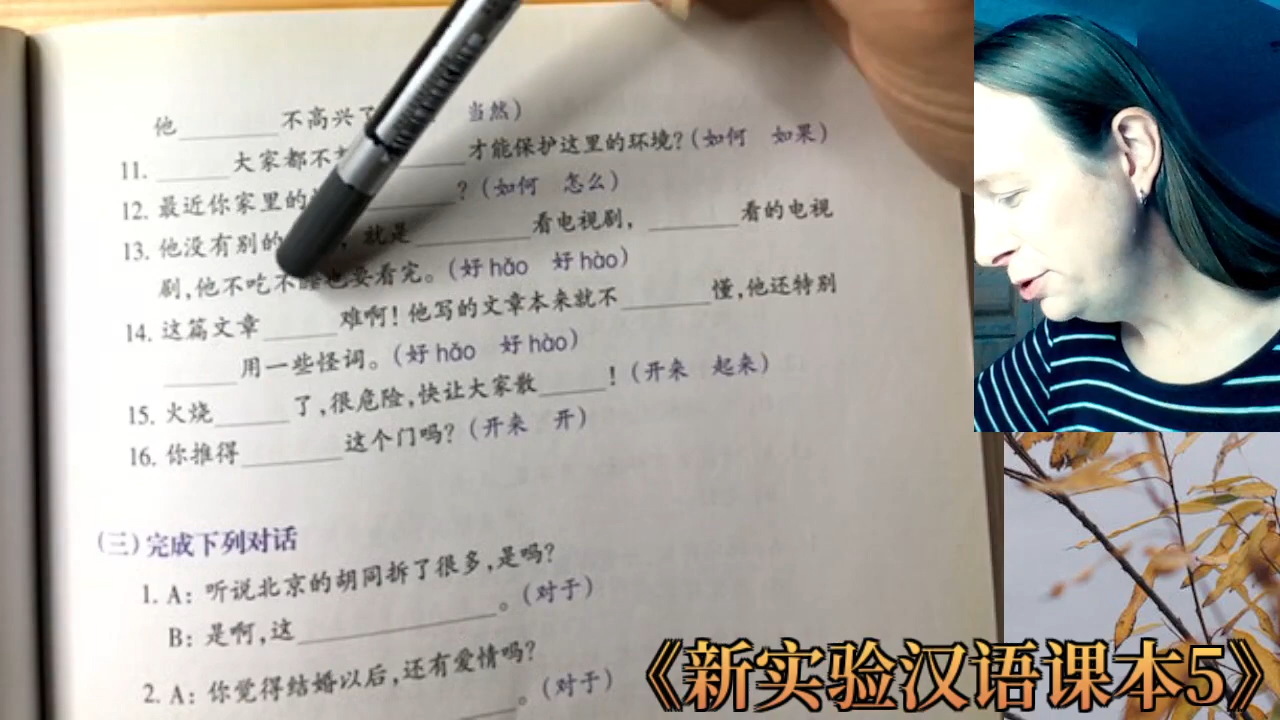 他________不高兴了 当然）
11. ______大家都不 ______才能保护这里的环境？（如何 如果）
12. 最近你家里的 ______？（如何 怎么）
13. 他没有别的 ，就是________看电视剧，______看的电视
剧，他不吃不睡也要看完。（好 hǎo 好 hào）
14. 这篇文章______难啊！他写的文章本来就不______懂，他还特别
______用一些怪词。（好 hǎo 好 hào）
15. 火烧______了，很危险，快让大家散______！（开来 起来）
16. 你推得________这个门吗？（开来 开）
（三）完成下列对话
1. A：听说北京的胡同拆了很多，是吗？
B：是啊，这________________。（对于）
2. A：你觉得结婚以后，还有爱情吗？
________。（对于）
《新实验汉语课本5》